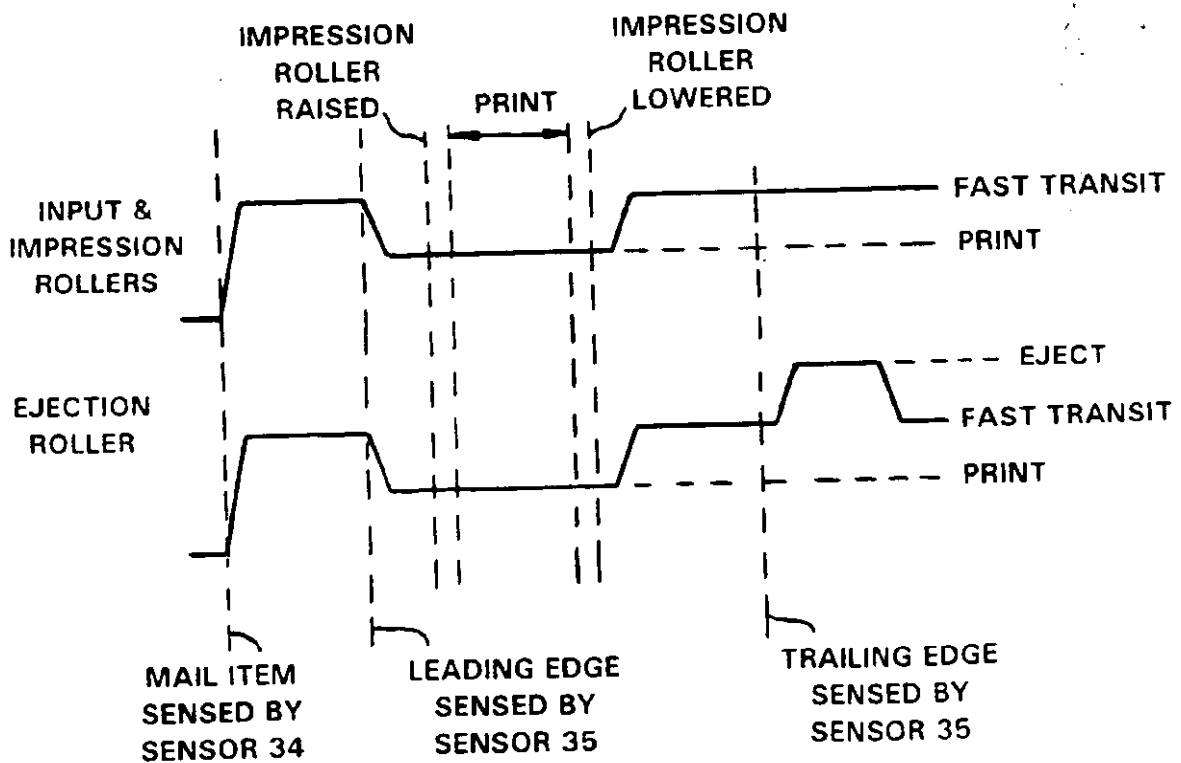 IMPRESSION
ROLLER
RAISED
PRINT
IMPRESSION
ROLLER
LOWERED
INPUT &
IMPRESSION
ROLLERS
FAST TRANSIT
PRINT
EJECTION
ROLLER
EJECT
FAST TRANSIT
PRINT
MAIL ITEM
SENSED BY
SENSOR 34
LEADING EDGE
SENSED BY
SENSOR 35
TRAILING EDGE
SENSED BY
SENSOR 35